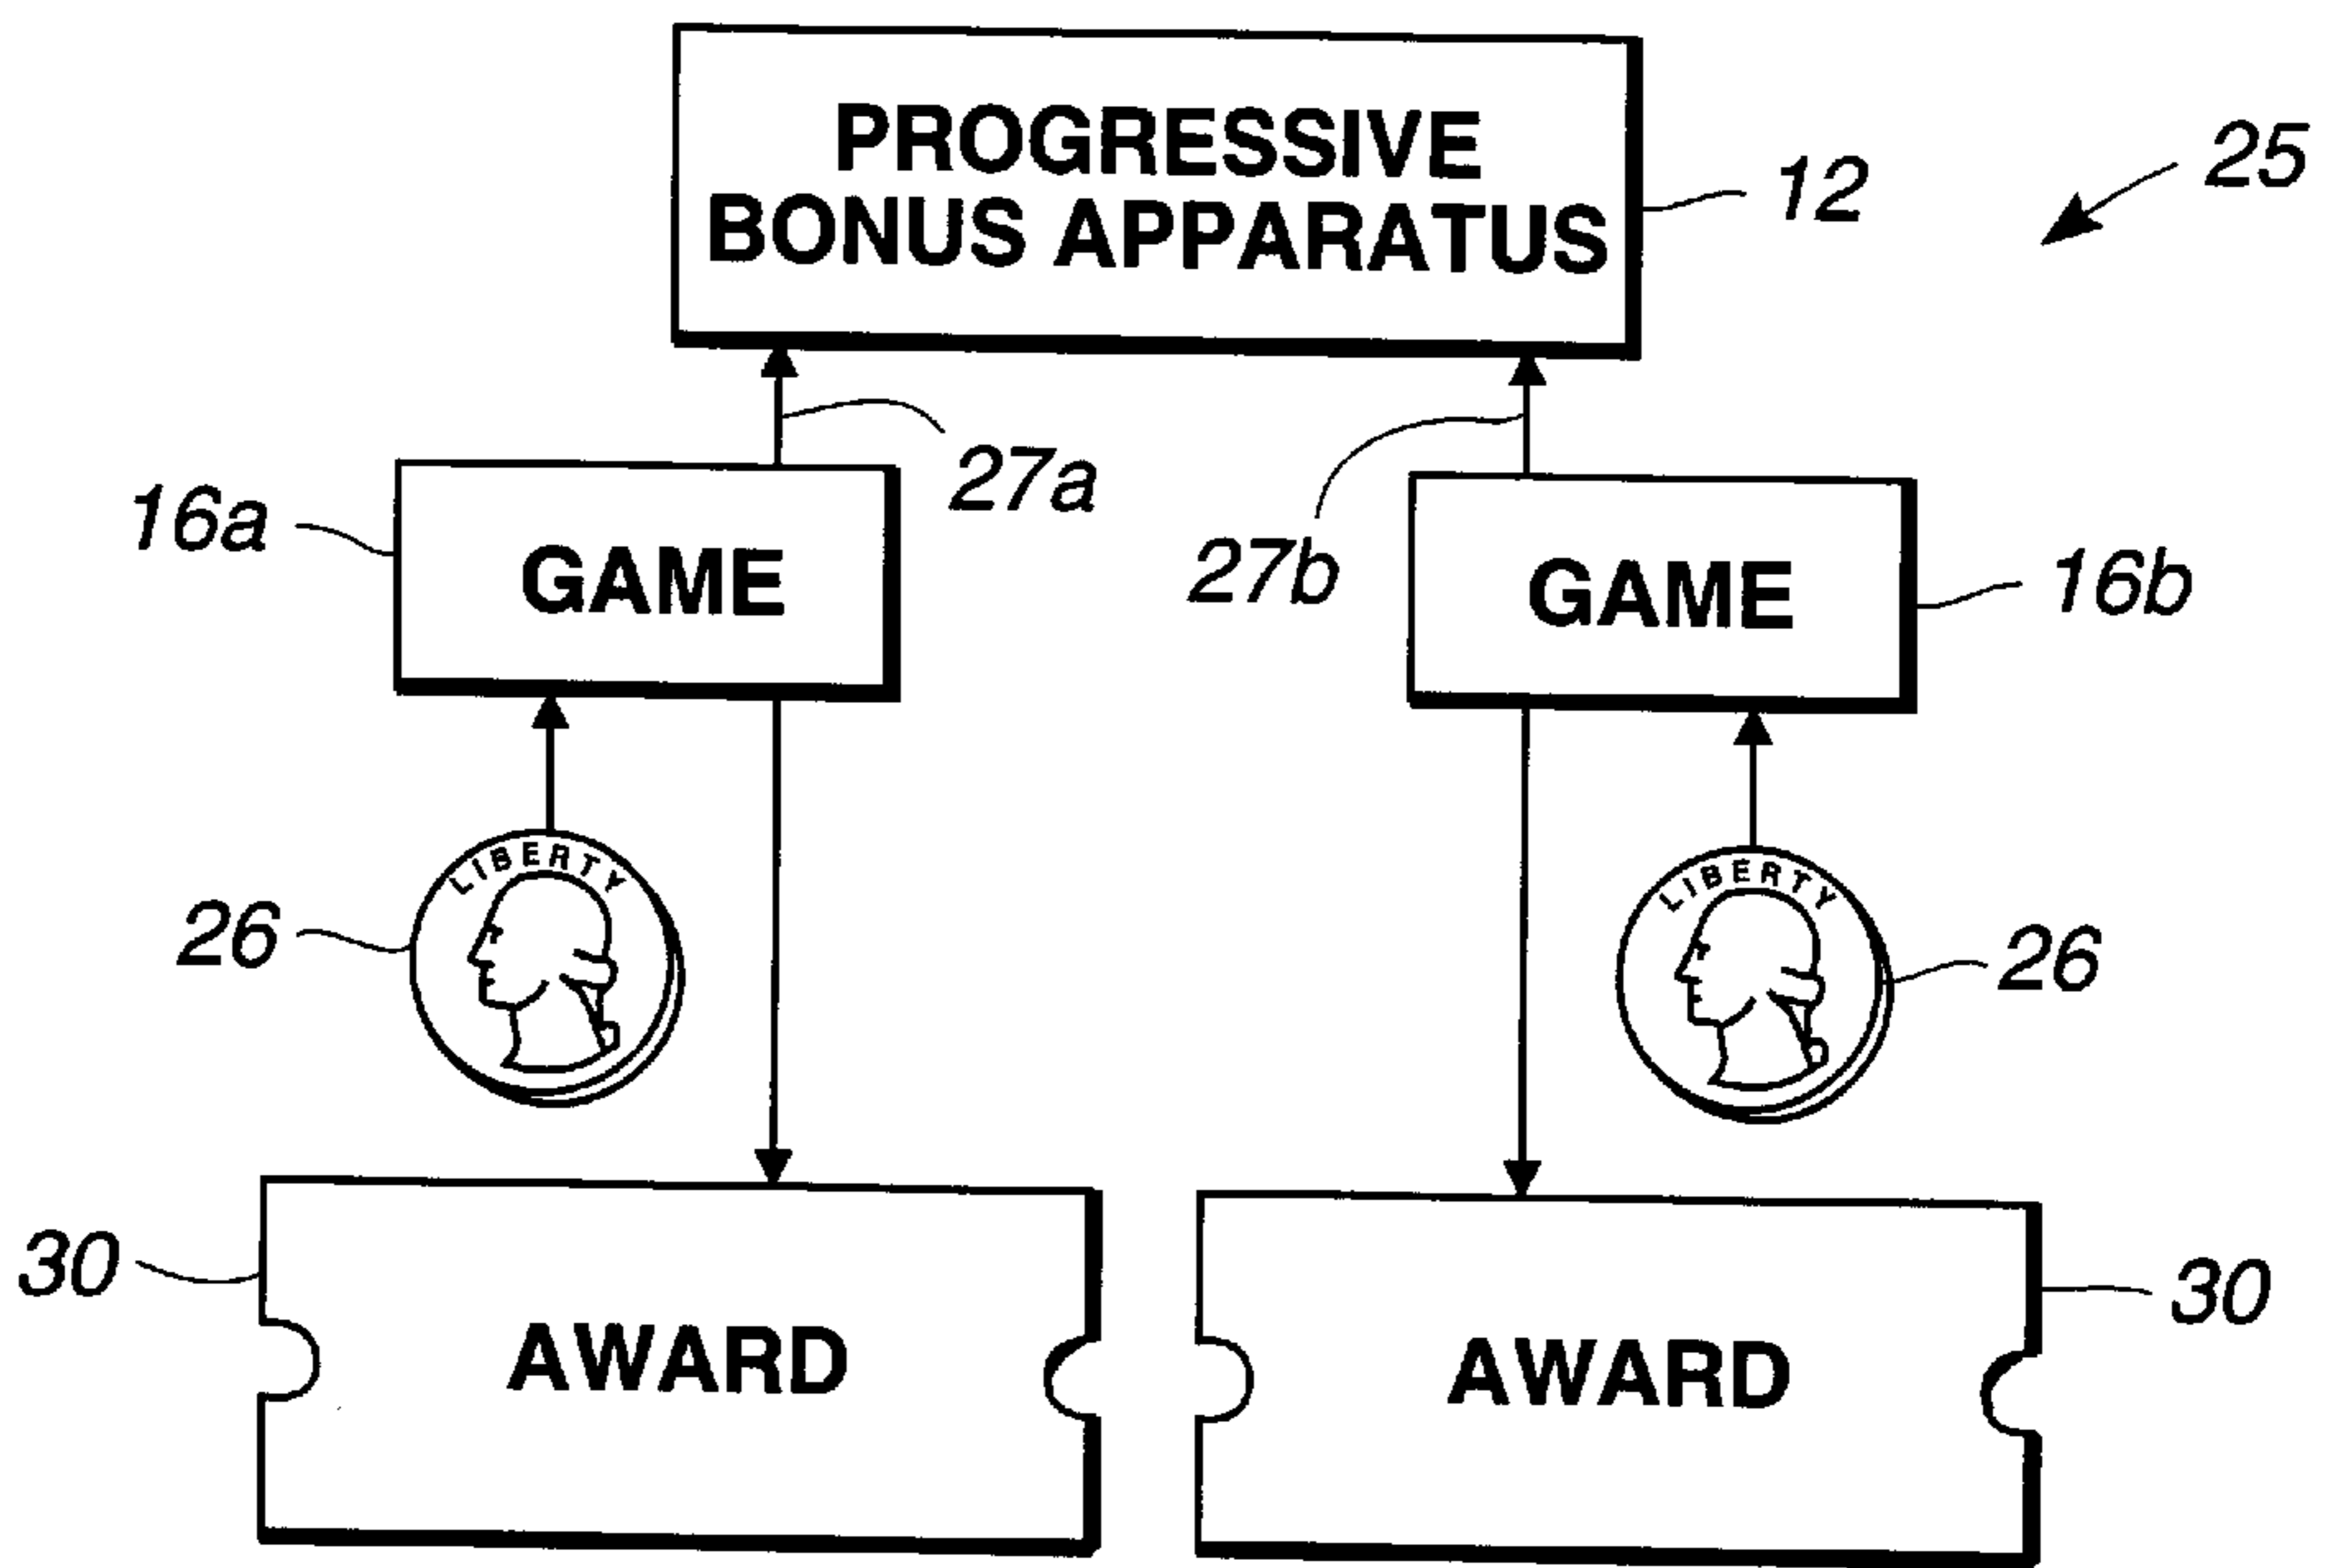 PROGRESSIVE
BONUS APPARATUS
12
25
27a
16a
GAME
27b
GAME
16b
LIBERTY
26
LIBERTY
26
30
AWARD
AWARD
30